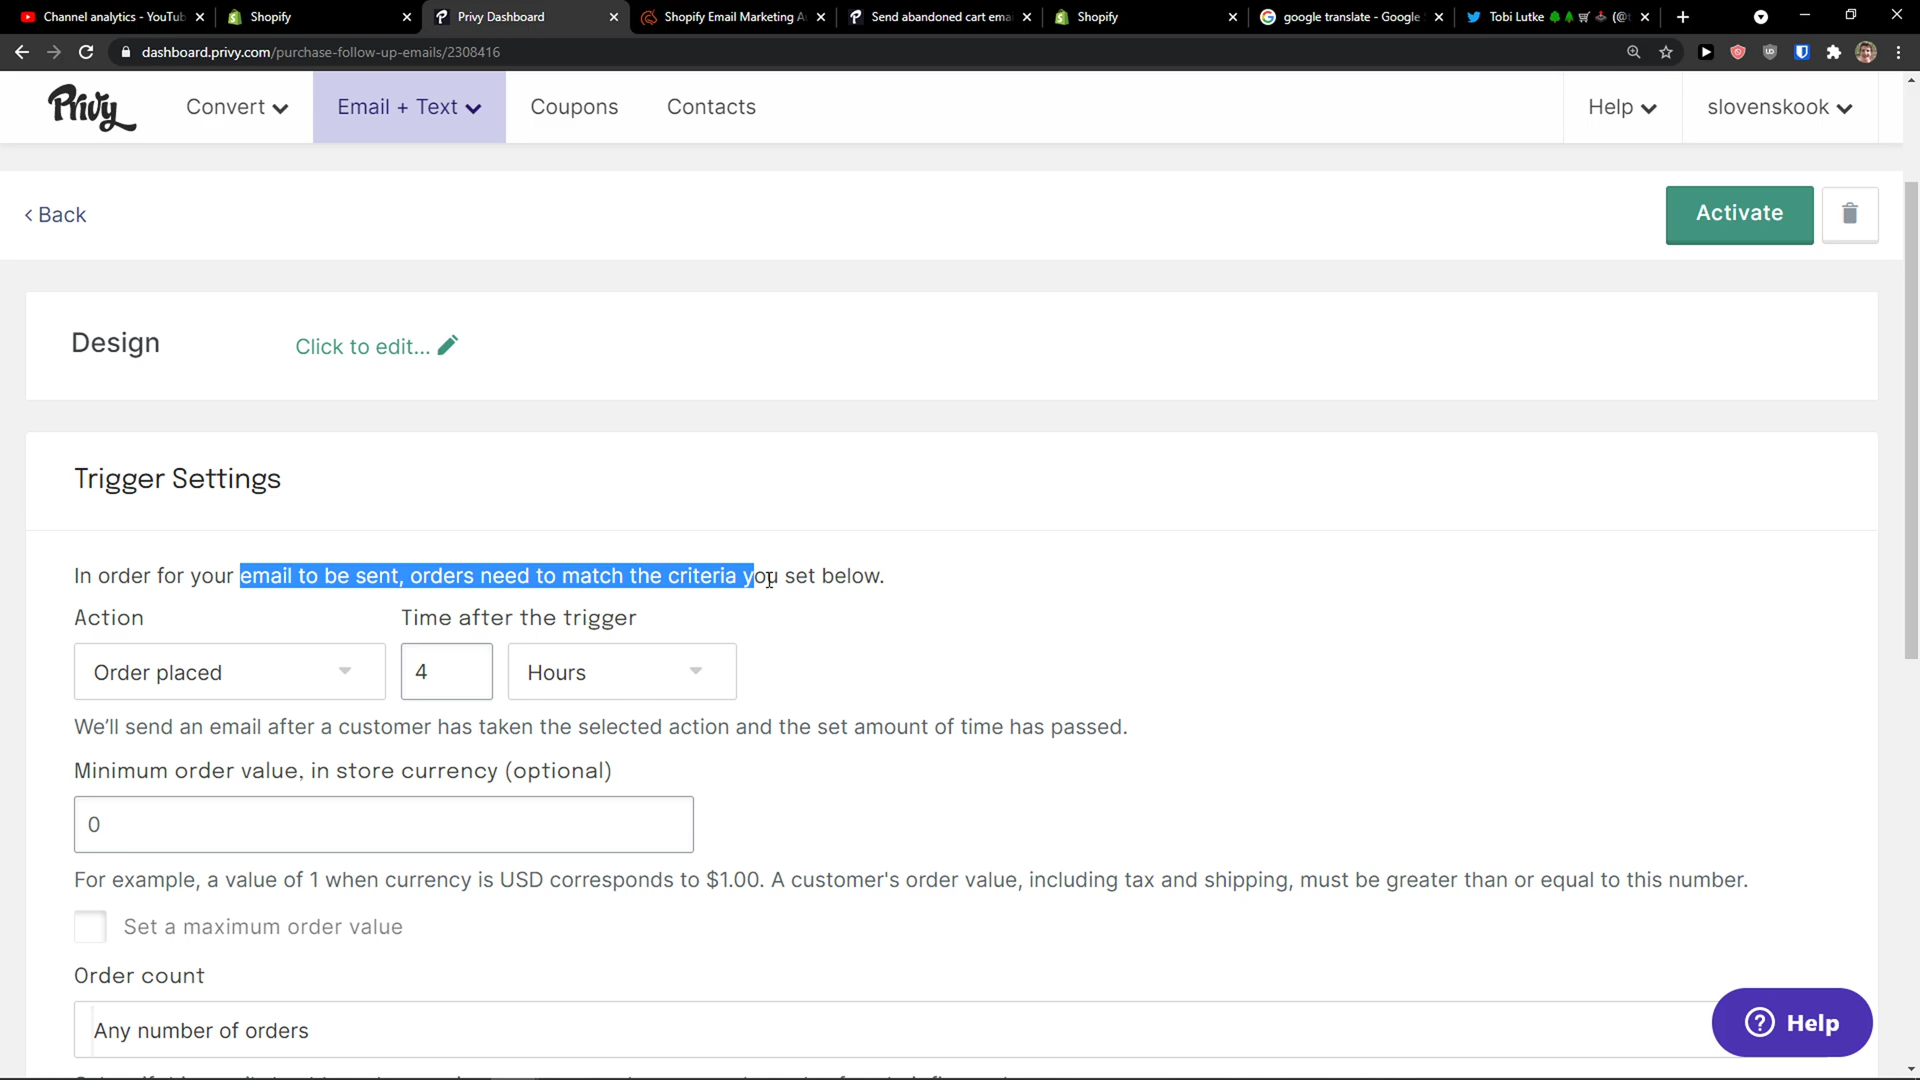 Channel analytics - YouTub
Shopify
Privy Dashboard
Shopify Email Marketing A
Send abandoned cart ema
Shopify
google translate - Google
Tobi Lutke
dashboard.privy.com/purchase-follow-up-emails/2308416
Privy
Convert
Email + Text
Coupons
Contacts
Help
slovenskook
< Back
Activate
Design
Click to edit...
Trigger Settings
In order for your email to be sent, orders need to match the criteria you set below.
Action
Time after the trigger
Order placed
4
Hours
We'll send an email after a customer has taken the selected action and the set amount of time has passed.
Minimum order value, in store currency (optional)
0
For example, a value of 1 when currency is USD corresponds to $1.00. A customer's order value, including tax and shipping, must be greater than or equal to this number.
Set a maximum order value
Order count
Any number of orders
Help